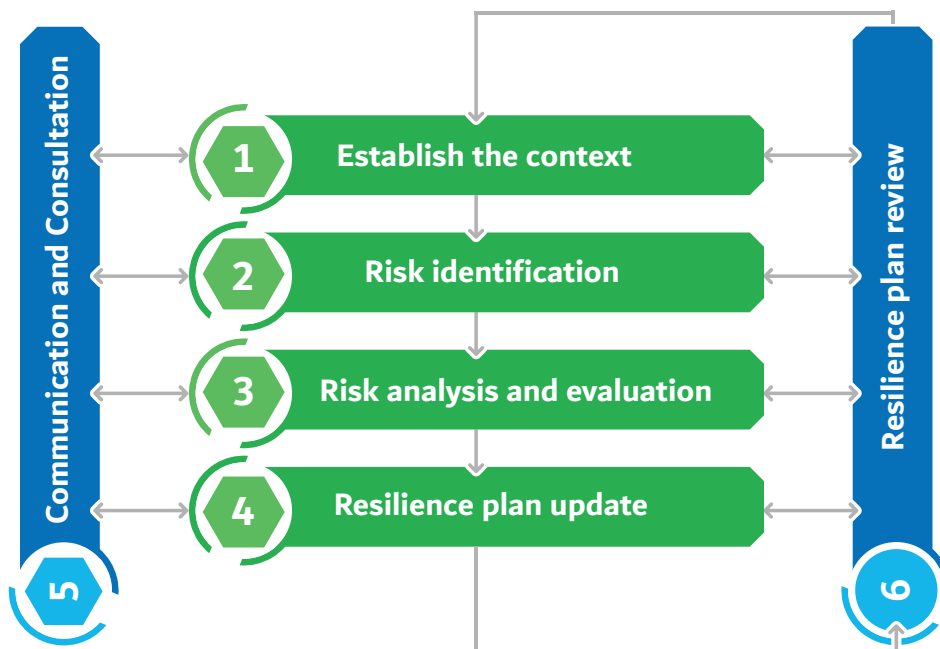 1
Establish the context
2
Risk identification
3
Risk analysis and evaluation
4
Resilience plan update
Communication and Consultation
5
Resilience plan review
6